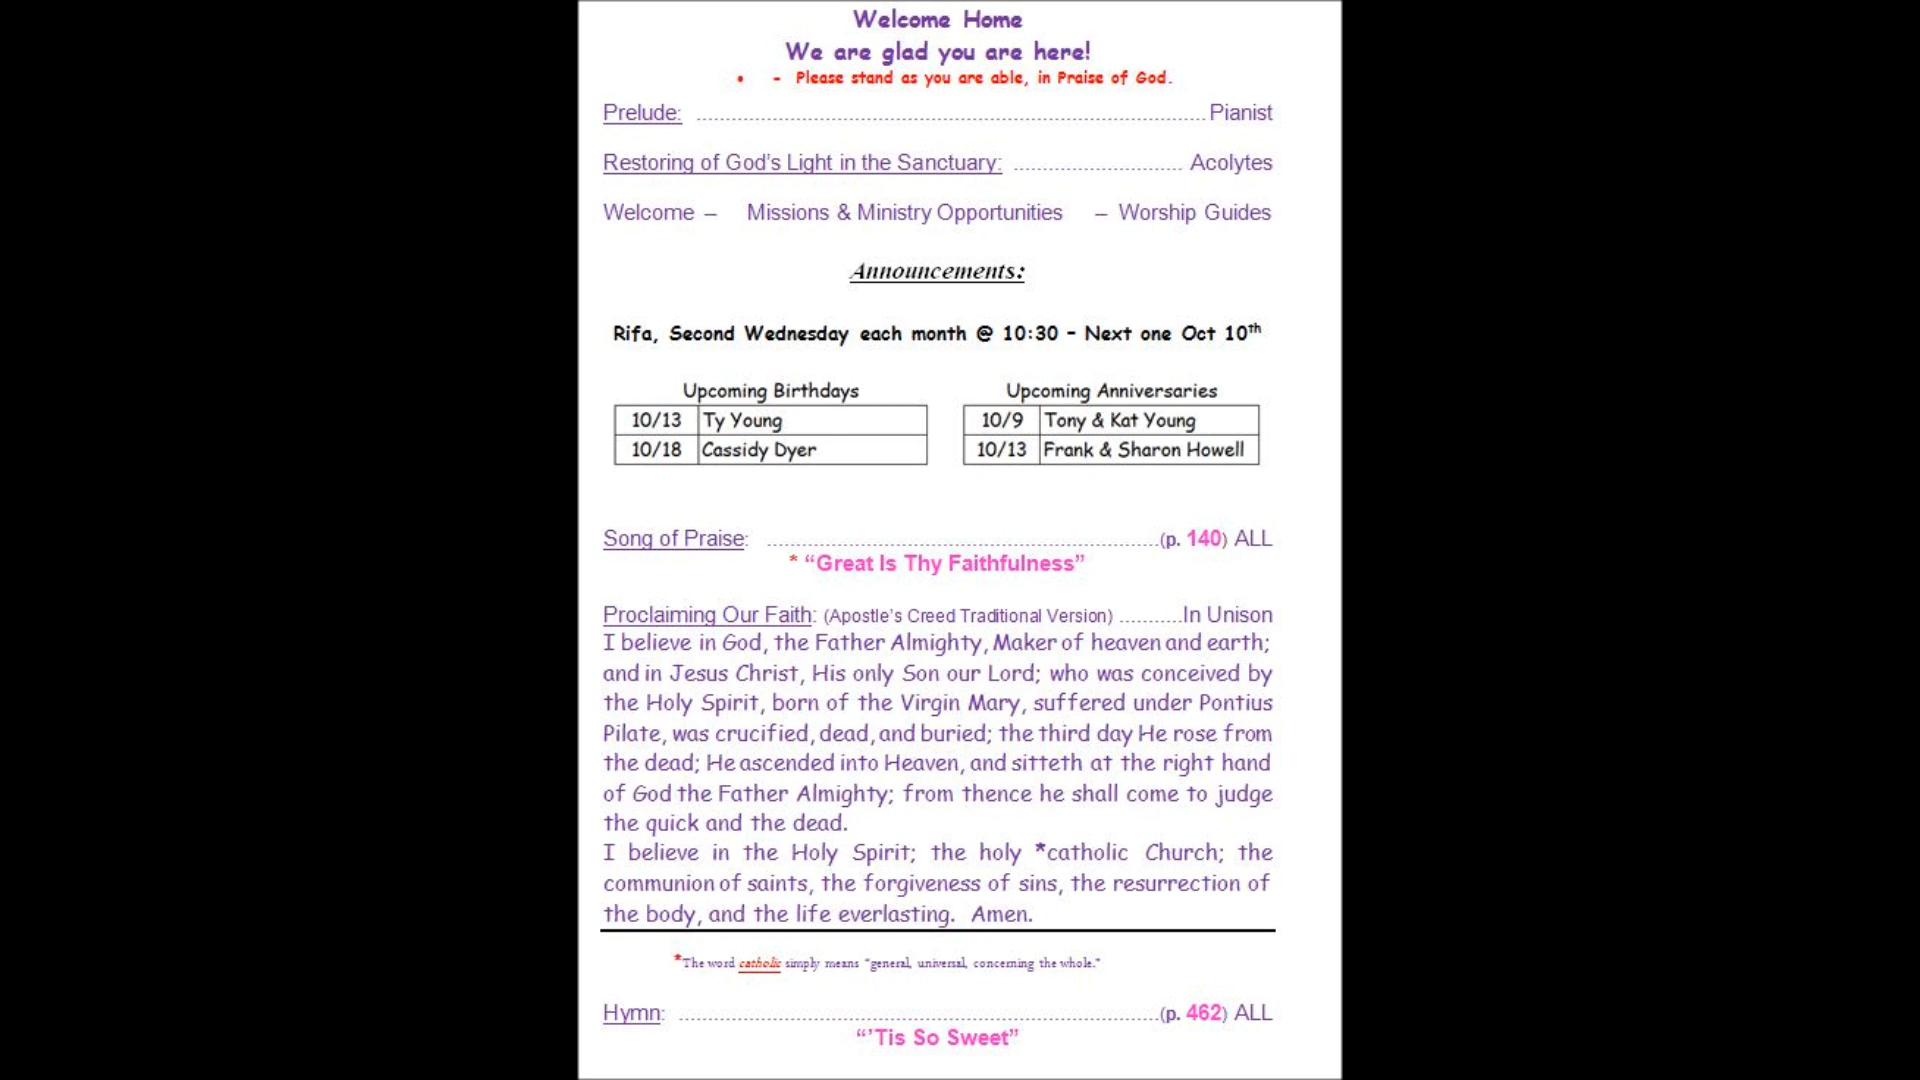 Welcome Home
We are glad you are here!
• - Please stand as you are able, in Praise of God.
Prelude: ........................................................................................ Pianist
Restoring of God’s Light in the Sanctuary: ............................. Acolytes
Welcome – Missions & Ministry Opportunities – Worship Guides
Announcements:
Rifa, Second Wednesday each month @ 10:30 – Next one Oct 10th
Upcoming Birthdays
10/13 Ty Young
10/18 Cassidy Dyer
Upcoming Anniversaries
10/9 Tony & Kat Young
10/13 Frank & Sharon Howell
Song of Praise: ...................................................................(p. 140) ALL
* “Great Is Thy Faithfulness”
Proclaiming Our Faith: (Apostle’s Creed Traditional Version) ...........In Unison
I believe in God, the Father Almighty, Maker of heaven and earth;
and in Jesus Christ, His only Son our Lord; who was conceived by
the Holy Spirit, born of the Virgin Mary, suffered under Pontius
Pilate, was crucified, dead, and buried; the third day He rose from
the dead; He ascended into Heaven, and sitteth at the right hand
of God the Father Almighty; from thence he shall come to judge
the quick and the dead.
I believe in the Holy Spirit; the holy *catholic Church; the
communion of saints, the forgiveness of sins, the resurrection of
the body, and the life everlasting. Amen.
*The word catholic simply means “general, universal, concerning the whole.”
Hymn: ..................................................................................(p. 462) ALL
“’Tis So Sweet”